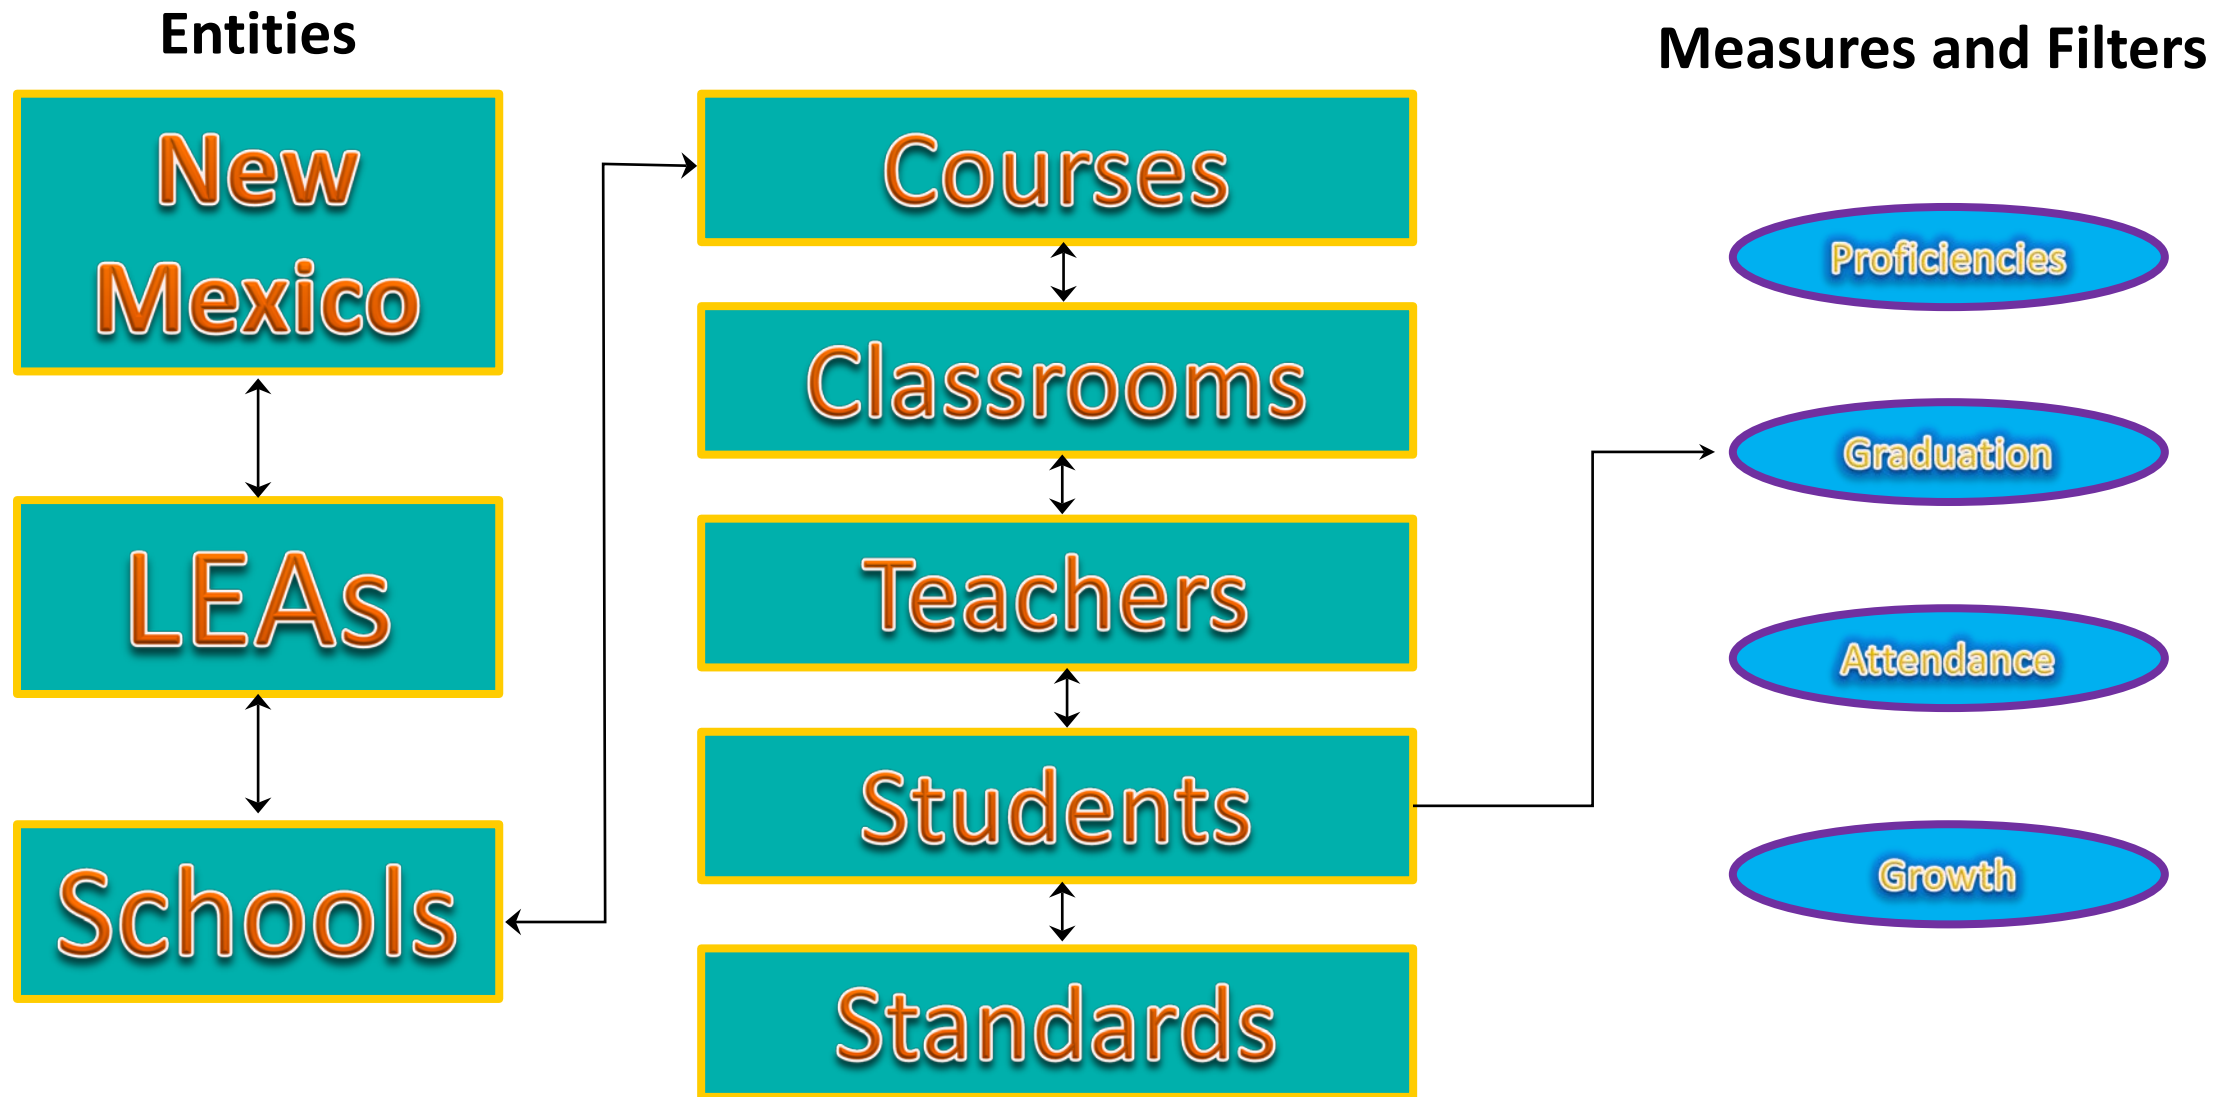 Entities
New
Mexico
LEAs
Schools
Courses
Classrooms
Teachers
Students
Standards
Measures and Filters
Proficiencies
Graduation
Attendance
Growth